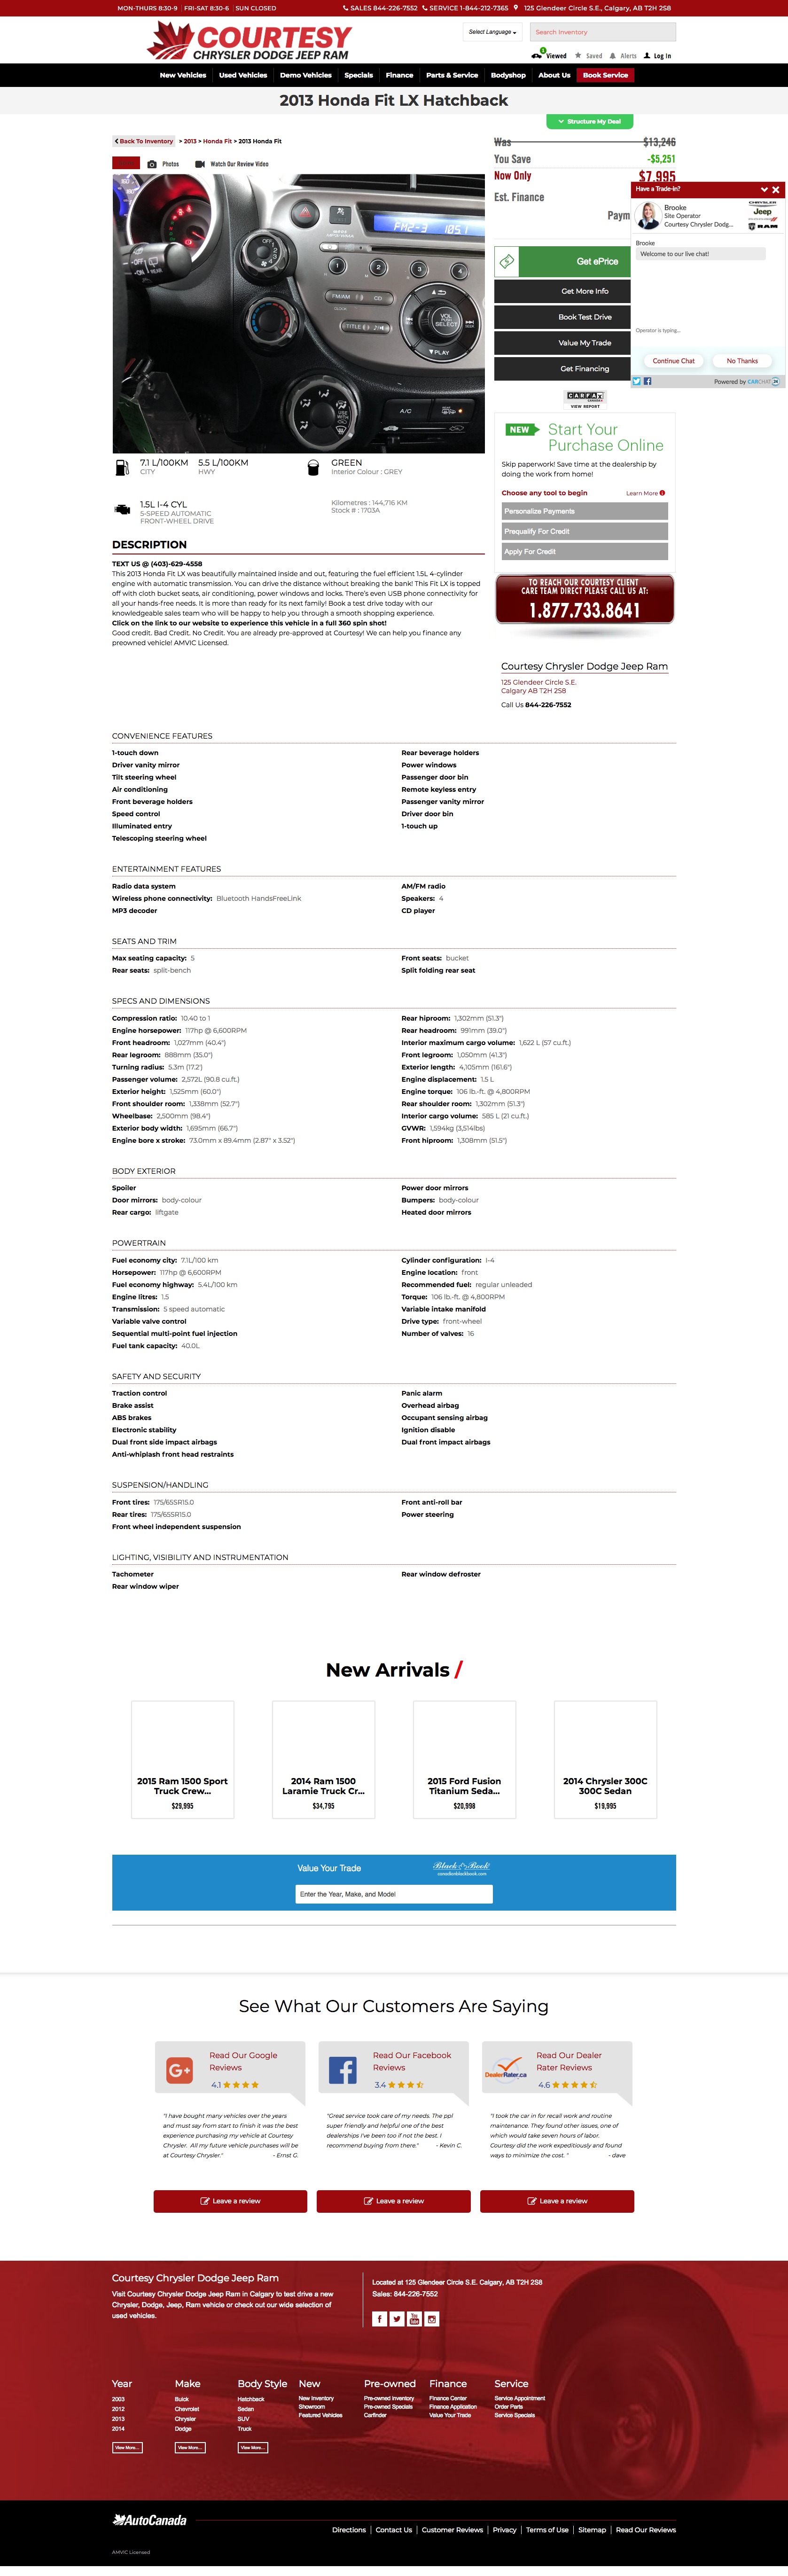 MON-THURS 8:30-9 FRI-SAT 8:30-6 SUN CLOSED
SALES 844-226-7552 SERVICE 1-844-212-7365 125 Glendeer Circle S.E., Calgary, AB T2H 2S8
COURTESY
CHRYSLER DODGE JEEP RAM
Select Language
Search Inventory
1 Viewed Saved Alerts Log In
New Vehicles Used Vehicles Demo Vehicles Specials Finance Parts & Service Bodyshop About Us Book Service
2013 Honda Fit LX Hatchback
Structure My Deal
Back To Inventory > 2013 > Honda Fit > 2013 Honda Fit
Photos Watch Our Review Video
Was $13,246
You Save -$5,251
Now Only $7,995
Est. Finance
Paym
Get ePrice
Get More Info
Book Test Drive
Value My Trade
Get Financing
CARFAX
VIEW REPORT
Have a Trade-In?
Brooke
Site Operator
Courtesy Chrysler Dodg...
CHRYSLER
Jeep
RAM
Brooke
Welcome to our live chat!
Operator is typing...
Continue Chat No Thanks
Powered by CARCHAT 24
FM2-3 105.1
1 2 3 4
FM/AM CD
TITLE
VOL
PUSH
SELECT
PLAY
A/C
7.1 L/100KM 5.5 L/100KM
CITY HWY
GREEN
Interior Colour : GREY
1.5L I-4 CYL
5-SPEED AUTOMATIC
FRONT-WHEEL DRIVE
Kilometres : 144,716 KM
Stock # : 1703A
NEW Start Your
Purchase Online
Skip paperwork! Save time at the dealership by
doing the work from home!
Choose any tool to begin Learn More
Personalize Payments
Prequalify For Credit
Apply For Credit
TO REACH OUR COURTESY CLIENT
CARE TEAM DIRECT PLEASE CALL US AT:
1.877.733.8641
Courtesy Chrysler Dodge Jeep Ram
125 Glendeer Circle S.E.
Calgary AB T2H 2S8
Call Us 844-226-7552
DESCRIPTION
TEXT US @ (403)-629-4558
This 2013 Honda Fit LX was beautifully maintained inside and out, featuring the fuel efficient 1.5L 4-cylinder
engine with automatic transmission. You can drive the distance without breaking the bank! This Fit LX is topped
off with cloth bucket seats, air conditioning, power windows and locks. There's even USB phone connectivity for
all your hands-free needs. It is more than ready for its next family! Book a test drive today with our
knowledgeable sales team who will be happy to help you through a smooth shopping experience.
Click on the link to our website to experience this vehicle in a full 360 spin shot!
Good credit. Bad Credit. No Credit. You are already pre-approved at Courtesy! We can help you finance any
preowned vehicle! AMVIC Licensed.
CONVENIENCE FEATURES
1-touch down Rear beverage holders
Driver vanity mirror Power windows
Tilt steering wheel Passenger door bin
Air conditioning Remote keyless entry
Front beverage holders Passenger vanity mirror
Speed control Driver door bin
Illuminated entry 1-touch up
Telescoping steering wheel
ENTERTAINMENT FEATURES
Radio data system AM/FM radio
Wireless phone connectivity: Bluetooth HandsFreeLink Speakers: 4
MP3 decoder CD player
SEATS AND TRIM
Max seating capacity: 5 Front seats: bucket
Rear seats: split-bench Split folding rear seat
SPECS AND DIMENSIONS
Compression ratio: 10.40 to 1 Rear hiproom: 1,302mm (51.3")
Engine horsepower: 117hp @ 6,600RPM Rear headroom: 991mm (39.0")
Front headroom: 1,027mm (40.4") Interior maximum cargo volume: 1,622 L (57 cu.ft.)
Rear legroom: 888mm (35.0") Front legroom: 1,050mm (41.3")
Turning radius: 5.3m (17.2') Exterior length: 4,105mm (161.6")
Passenger volume: 2,572L (90.8 cu.ft.) Engine displacement: 1.5 L
Exterior height: 1,525mm (60.0") Engine torque: 106 lb.-ft. @ 4,800RPM
Front shoulder room: 1,338mm (52.7") Rear shoulder room: 1,302mm (51.3")
Wheelbase: 2,500mm (98.4") Interior cargo volume: 585 L (21 cu.ft.)
Exterior body width: 1,695mm (66.7") GVWR: 1,594kg (3,514lbs)
Engine bore x stroke: 73.0mm x 89.4mm (2.87" x 3.52") Front hiproom: 1,308mm (51.5")
BODY EXTERIOR
Spoiler Power door mirrors
Door mirrors: body-colour Bumpers: body-colour
Rear cargo: liftgate Heated door mirrors
POWERTRAIN
Fuel economy city: 7.1L/100 km Cylinder configuration: I-4
Horsepower: 117hp @ 6,600RPM Engine location: front
Fuel economy highway: 5.4L/100 km Recommended fuel: regular unleaded
Engine litres: 1.5 Torque: 106 lb.-ft. @ 4,800RPM
Transmission: 5 speed automatic Variable intake manifold
Variable valve control Drive type: front-wheel
Sequential multi-point fuel injection Number of valves: 16
Fuel tank capacity: 40.0L
SAFETY AND SECURITY
Traction control Panic alarm
Brake assist Overhead airbag
ABS brakes Occupant sensing airbag
Electronic stability Ignition disable
Dual front side impact airbags Dual front impact airbags
Anti-whiplash front head restraints
SUSPENSION/HANDLING
Front tires: 175/65SR15.0 Front anti-roll bar
Rear tires: 175/65SR15.0 Power steering
Front wheel independent suspension
LIGHTING, VISIBILITY AND INSTRUMENTATION
Tachometer Rear window defroster
Rear window wiper
New Arrivals /
2015 Ram 1500 Sport
Truck Crew...
$29,995
2014 Ram 1500
Laramie Truck Cr...
$34,795
2015 Ford Fusion
Titanium Seda...
$20,998
2014 Chrysler 300C
300C Sedan
$19,995
Value Your Trade
Black Book
canadianblackbook.com
Enter the Year, Make, and Model
See What Our Customers Are Saying
Read Our Google
Reviews
4.1
"I have bought many vehicles over the years
and must say from start to finish it was the best
experience purchasing my vehicle at Courtesy
Chrysler. All my future vehicle purchases will be
at Courtesy Chrysler." - Ernst G.
Leave a review
Read Our Facebook
Reviews
3.4
"Great service took care of my needs. The ppl
super friendly and helpful one of the best
dealerships I've been too if not the best. I
recommend buying from there." - Kevin C.
Leave a review
DealerRater.ca
Read Our Dealer
Rater Reviews
4.6
"I took the car in for recall work and routine
maintenance. They found other issues, one of
which would take seven hours of labor.
Courtesy did the work expeditiously and found
ways to minimize the cost. " - dave
Leave a review
Courtesy Chrysler Dodge Jeep Ram
Visit Courtesy Chrysler Dodge Jeep Ram in Calgary to test drive a new
Chrysler, Dodge, Jeep, Ram vehicle or check out our wide selection of
used vehicles.
Located at 125 Glendeer Circle S.E. Calgary, AB T2H 2S8
Sales: 844-226-7552
Year
2003
2012
2013
2014
View More...
Make
Buick
Chevrolet
Chrysler
Dodge
View More...
Body Style
Hatchback
Sedan
SUV
Truck
View More...
New
New Inventory
Showroom
Featured Vehicles
Pre-owned
Pre-owned Inventory
Pre-owned Specials
Carfinder
Finance
Finance Center
Finance Application
Value Your Trade
Service
Service Appointment
Order Parts
Service Specials
AutoCanada
Directions Contact Us Customer Reviews Privacy Terms of Use Sitemap Read Our Reviews
AMVIC Licensed